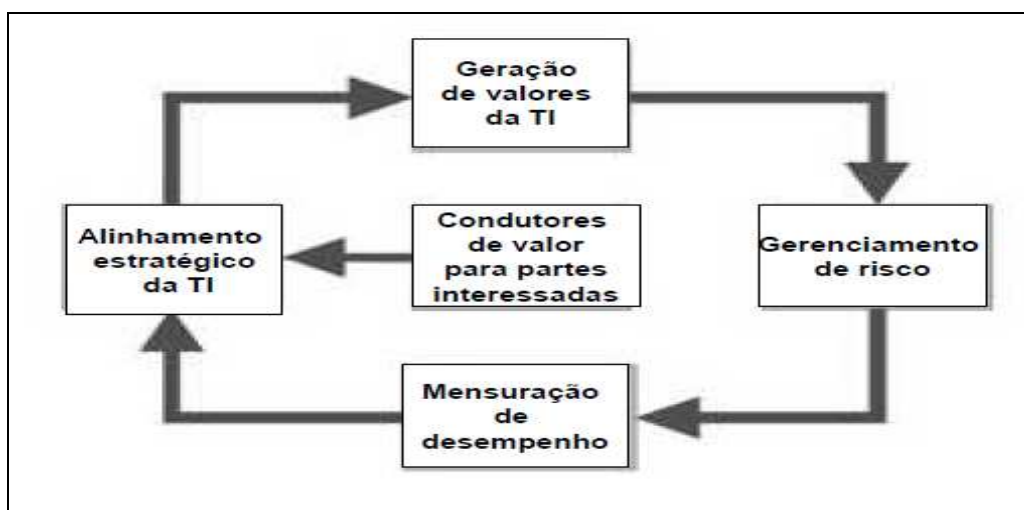 Geração
de valores
da TI
Alinhamento
estratégico
da TI
Condutores
de valor
para partes
interessadas
Gerenciamento
de risco
Mensuração
de
desempenho